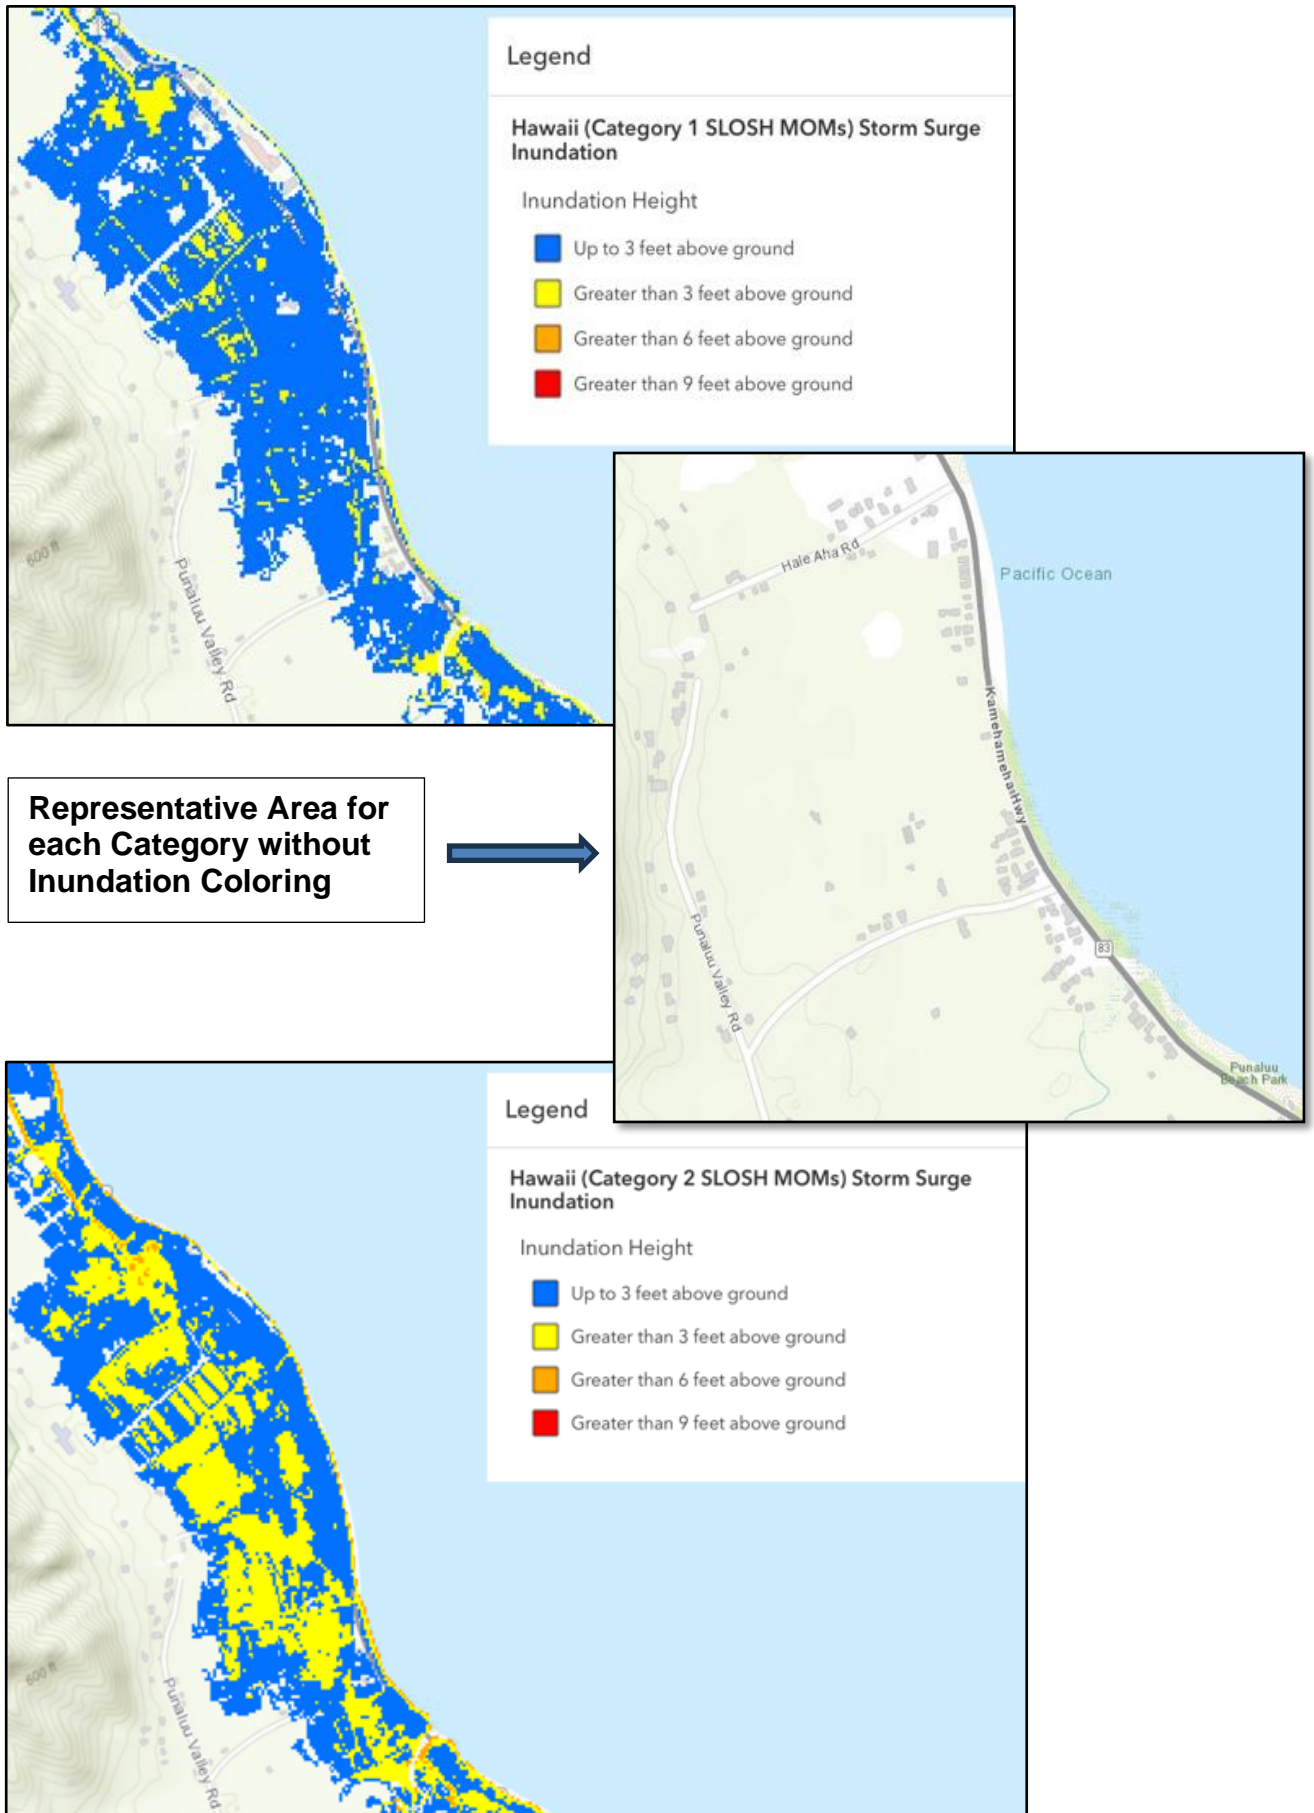 Legend
Hawaii (Category 1 SLOSH MOMs) Storm Surge
Inundation
Inundation Height
Up to 3 feet above ground
Greater than 3 feet above ground
Greater than 6 feet above ground
Greater than 9 feet above ground
600 ft
Punaluu Valley Rd
Hale Aha Rd
Pacific Ocean
Kamehameha Hwy
Punaluu Valley Rd
83
Punaluu
Beach Park
Representative Area for
each Category without
Inundation Coloring
Legend
Hawaii (Category 2 SLOSH MOMs) Storm Surge
Inundation
Inundation Height
Up to 3 feet above ground
Greater than 3 feet above ground
Greater than 6 feet above ground
Greater than 9 feet above ground
600 ft
Punaluu Valley Rd